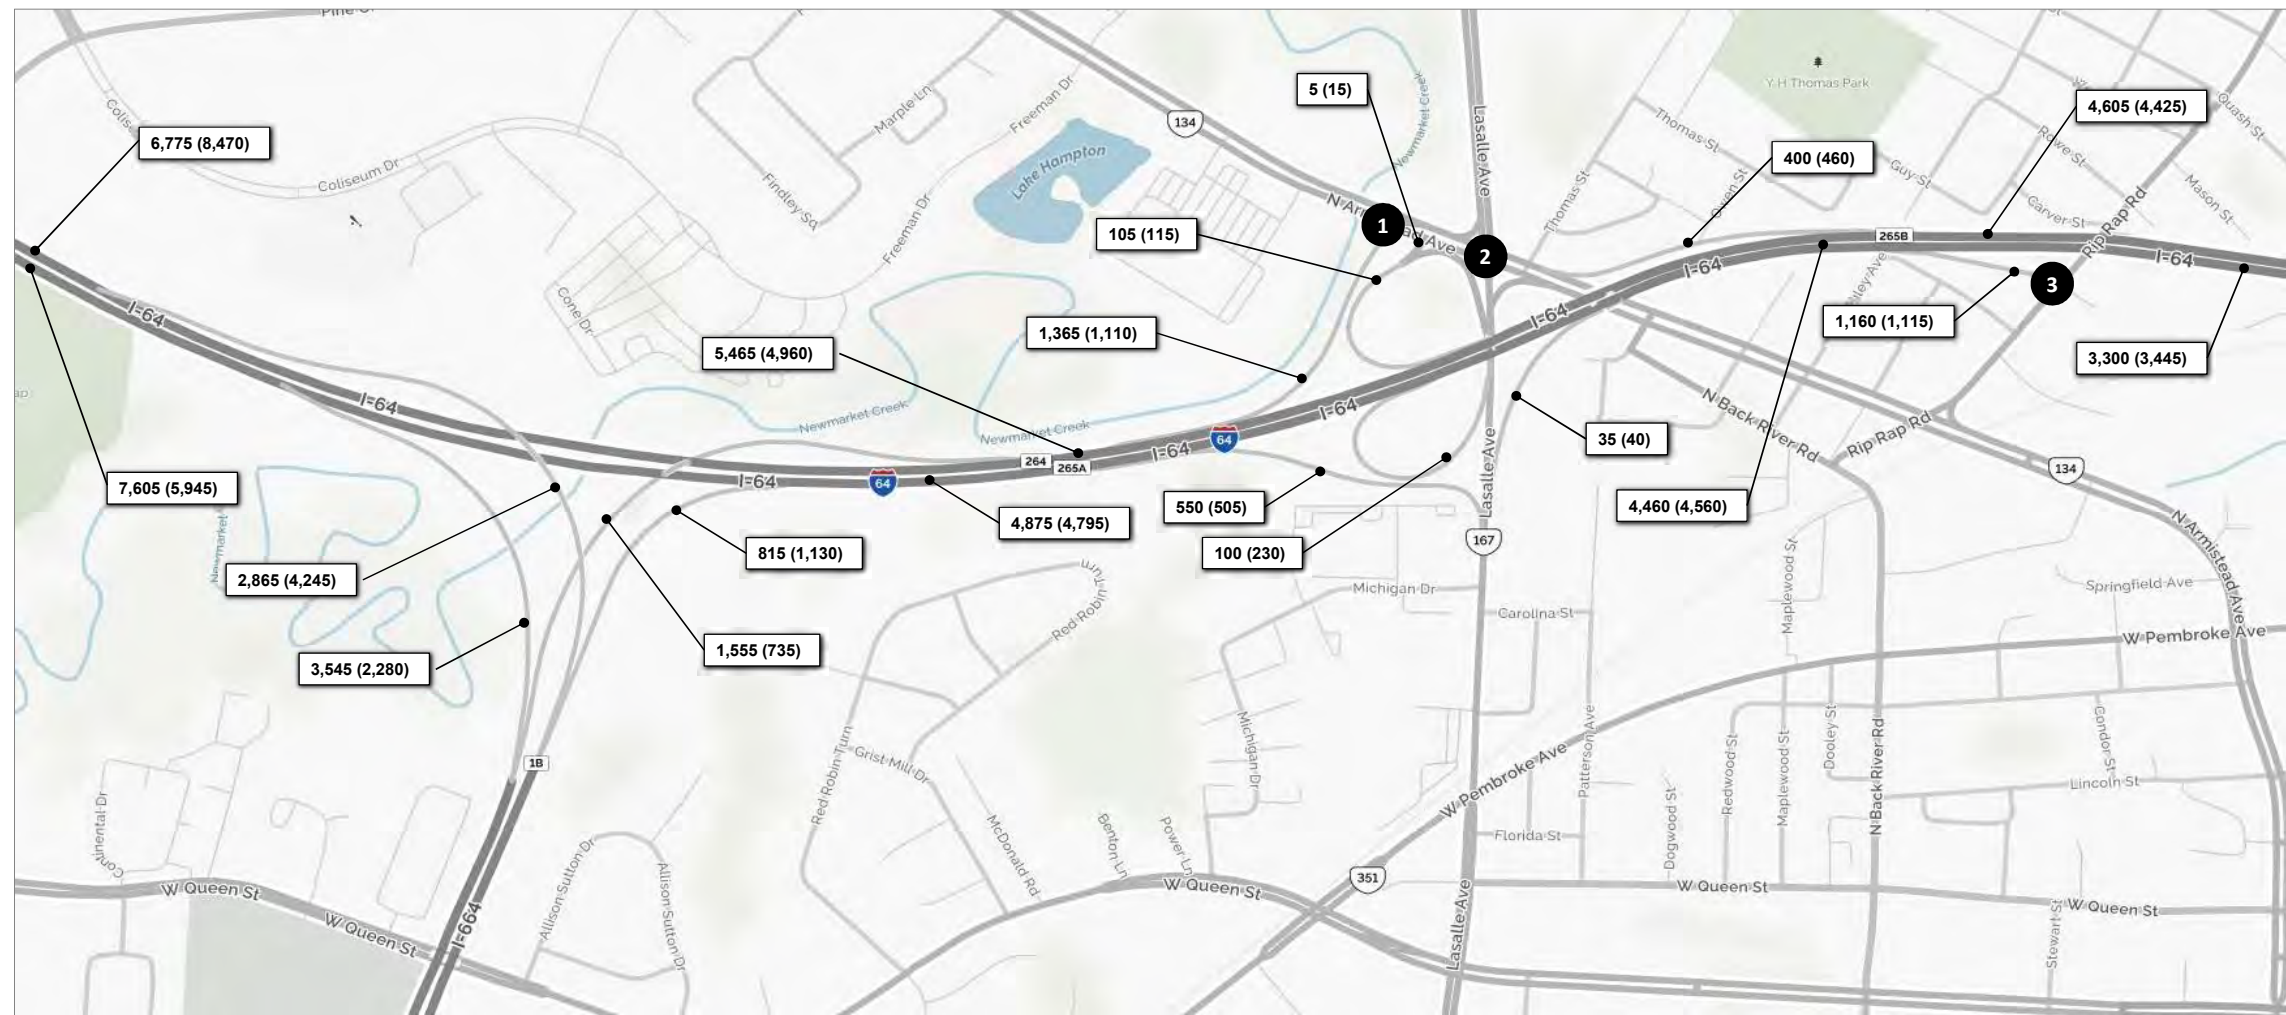 Coliseum Dr
Marple Ln
Freeman Dr
Freeman Dr
Findley Sq
Lake Hampton
Cone Dr
134
Newmarket Creek
Lasalle Ave
5 (15)
105 (115)
1
2
3
Thomas St
Thomas St
Y H Thomas Park
Owen St
Guy St
Rowe St
Carver St
Mason St
Quash St
Rip Rap Rd
400 (460)
4,605 (4,425)
6,775 (8,470)
265B
I-64
I-64
I-64
1,160 (1,115)
3,300 (3,445)
1,365 (1,110)
5,465 (4,960)
I-64
I-64
I-64
I-64
I-64
64
64
264
265A
Newmarket Creek
Newmarket Creek
7,605 (5,945)
4,875 (4,795)
550 (505)
100 (230)
35 (40)
4,460 (4,560)
N Back River Rd
Rip Rap Rd
134
N Armistead Ave
Lasalle Ave
167
815 (1,130)
2,865 (4,245)
3,545 (2,280)
1,555 (735)
Newmarket
Red Robin Turn
Michigan Dr
Carolina St
Maplewood St
Springfield Ave
W Pembroke Ave
1B
I-664
Continental Dr
Red Robin Turn
Grist Mill Dr
McDonald Rd
Benton Ln
Power Ln
Michigan Dr
W Pembroke Ave
Patterson Ave
Florida St
Dogwood St
Redwood St
Maplewood St
Dooley St
N Back River Rd
Condor St
Lincoln St
Allison Sutton Dr
Allison Sutton Dr
W Queen St
W Queen St
W Queen St
351
W Queen St
W Queen St
Lasalle Ave
Stewart St